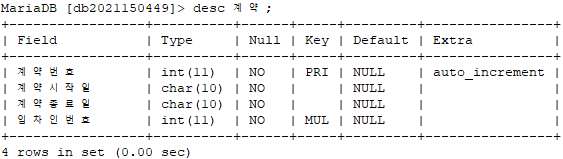 MariaDB [db2021150449]> desc 계약 ;
+------------+----------+------+-----+---------+----------------+
| Field      | Type     | Null | Key | Default | Extra          |
+------------+----------+------+-----+---------+----------------+
| 계약번호   | int(11)  | NO   | PRI | NULL    | auto_increment |
| 계약시작일 | char(10) | NO   |     | NULL    |                |
| 계약종료일 | char(10) | NO   |     | NULL    |                |
| 임차인번호 | int(11)  | NO   | MUL | NULL    |                |
+------------+----------+------+-----+---------+----------------+
4 rows in set (0.00 sec)